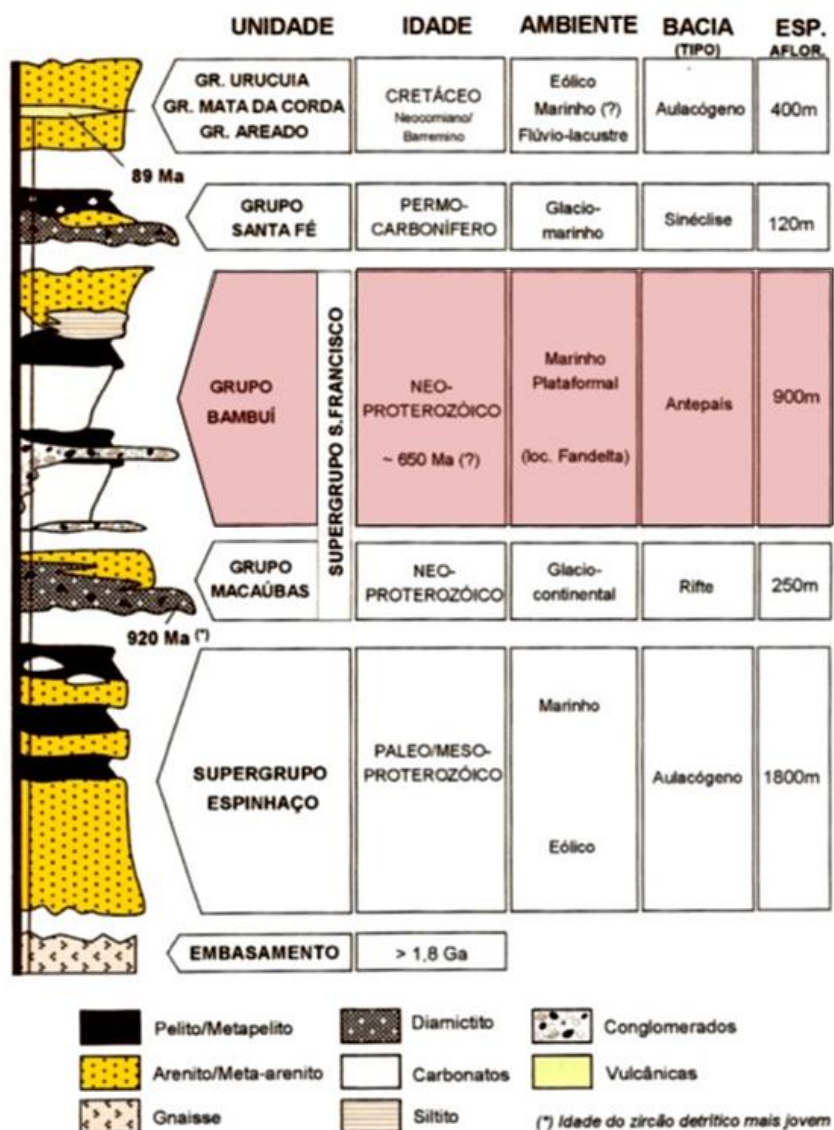 UNIDADE IDADE AMBIENTE BACIA ESP.
(TIPO) AFLOR.
GR. URUCUIA
GR. MATA DA CORDA
GR. AREADO
CRETÁCEO
Neocomiano/
Barremino
Eólico
Marinho (?)
Flúvio-lacustre
Aulacógeno
400m
89 Ma
GRUPO
SANTA FÉ
PERMO-
CARBONÍFERO
Glacio-
marinho
Sinéclise
120m
GRUPO
BAMBUÍ
SUPERGRUPO S.FRANCISCO
NEO-
PROTEROZÓICO
~ 650 Ma (?)
Marinho
Plataformal
(loc. Fandelta)
Antepaís
900m
GRUPO
MACAÚBAS
NEO-
PROTEROZÓICO
Glacio-
continental
Rifte
250m
920 Ma (*)
SUPERGRUPO
ESPINHAÇO
PALEO/MESO-
PROTEROZÓICO
Marinho
Eólico
Aulacógeno
1800m
EMBASAMENTO
> 1,8 Ga
Pelito/Metapelito
Diamictito
Conglomerados
Arenito/Meta-arenito
Carbonatos
Vulcânicas
Gnaisse
Siltito
(*) Idade do zircão detrítico mais jovem